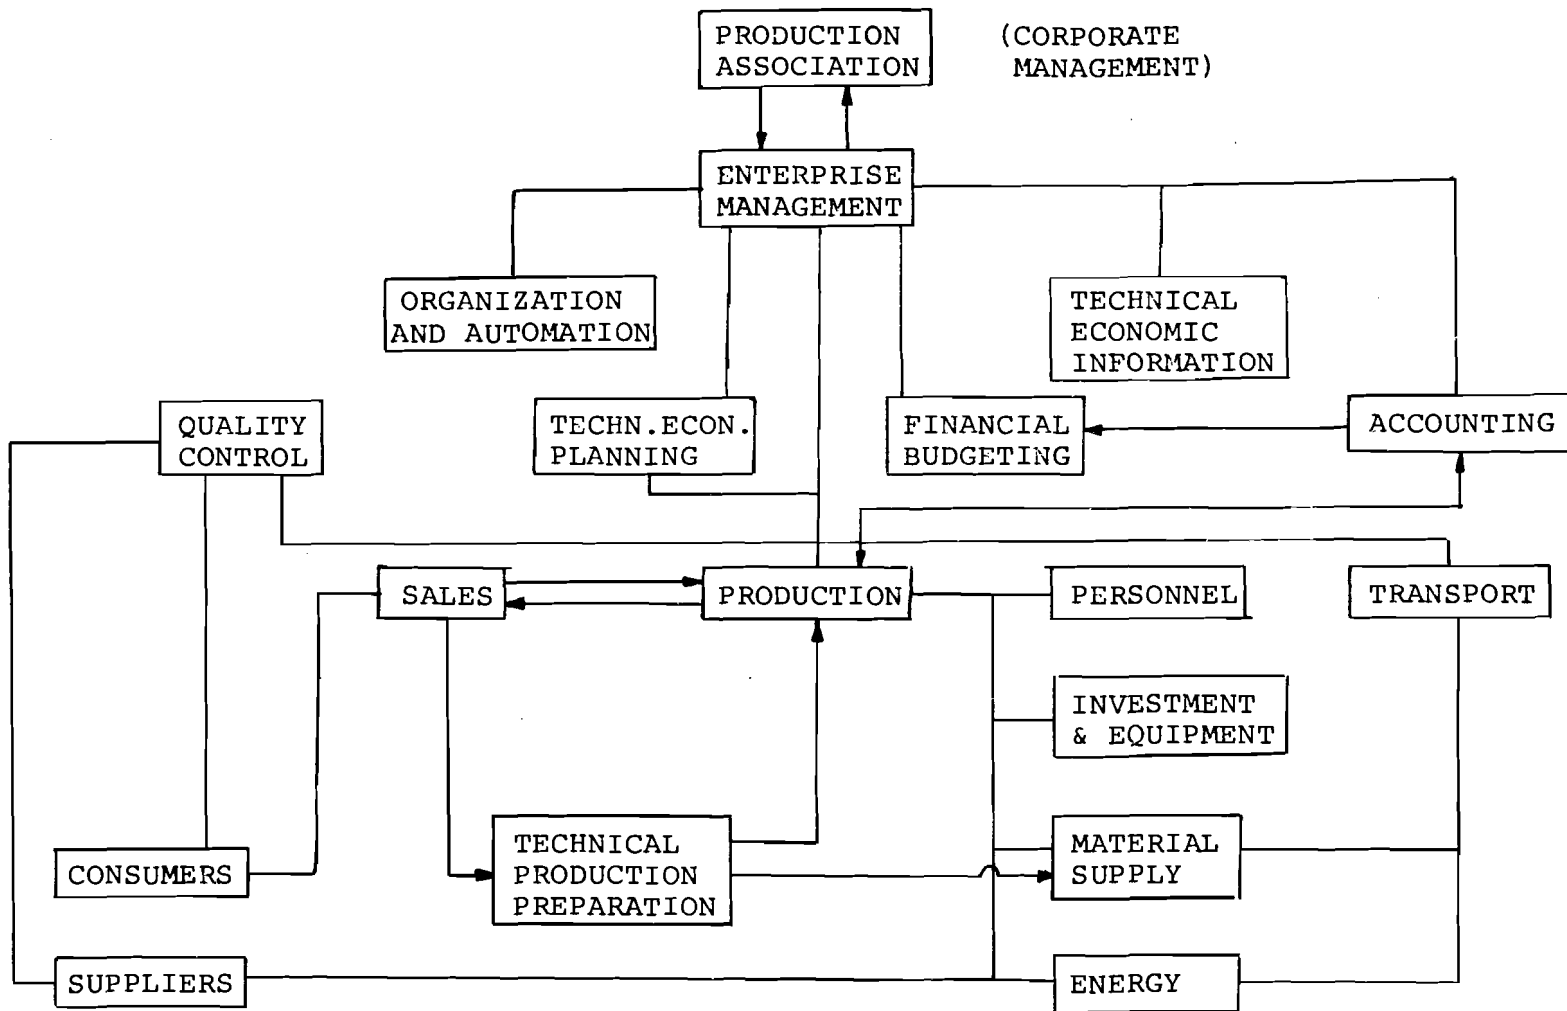 PRODUCTION
ASSOCIATION
(CORPORATE
MANAGEMENT)
ENTERPRISE
MANAGEMENT
ORGANIZATION
AND AUTOMATION
TECHNICAL
ECONOMIC
INFORMATION
QUALITY
CONTROL
TECHN.ECON.
PLANNING
FINANCIAL
BUDGETING
ACCOUNTING
SALES
PRODUCTION
PERSONNEL
TRANSPORT
INVESTMENT
& EQUIPMENT
CONSUMERS
TECHNICAL
PRODUCTION
PREPARATION
MATERIAL
SUPPLY
SUPPLIERS
ENERGY